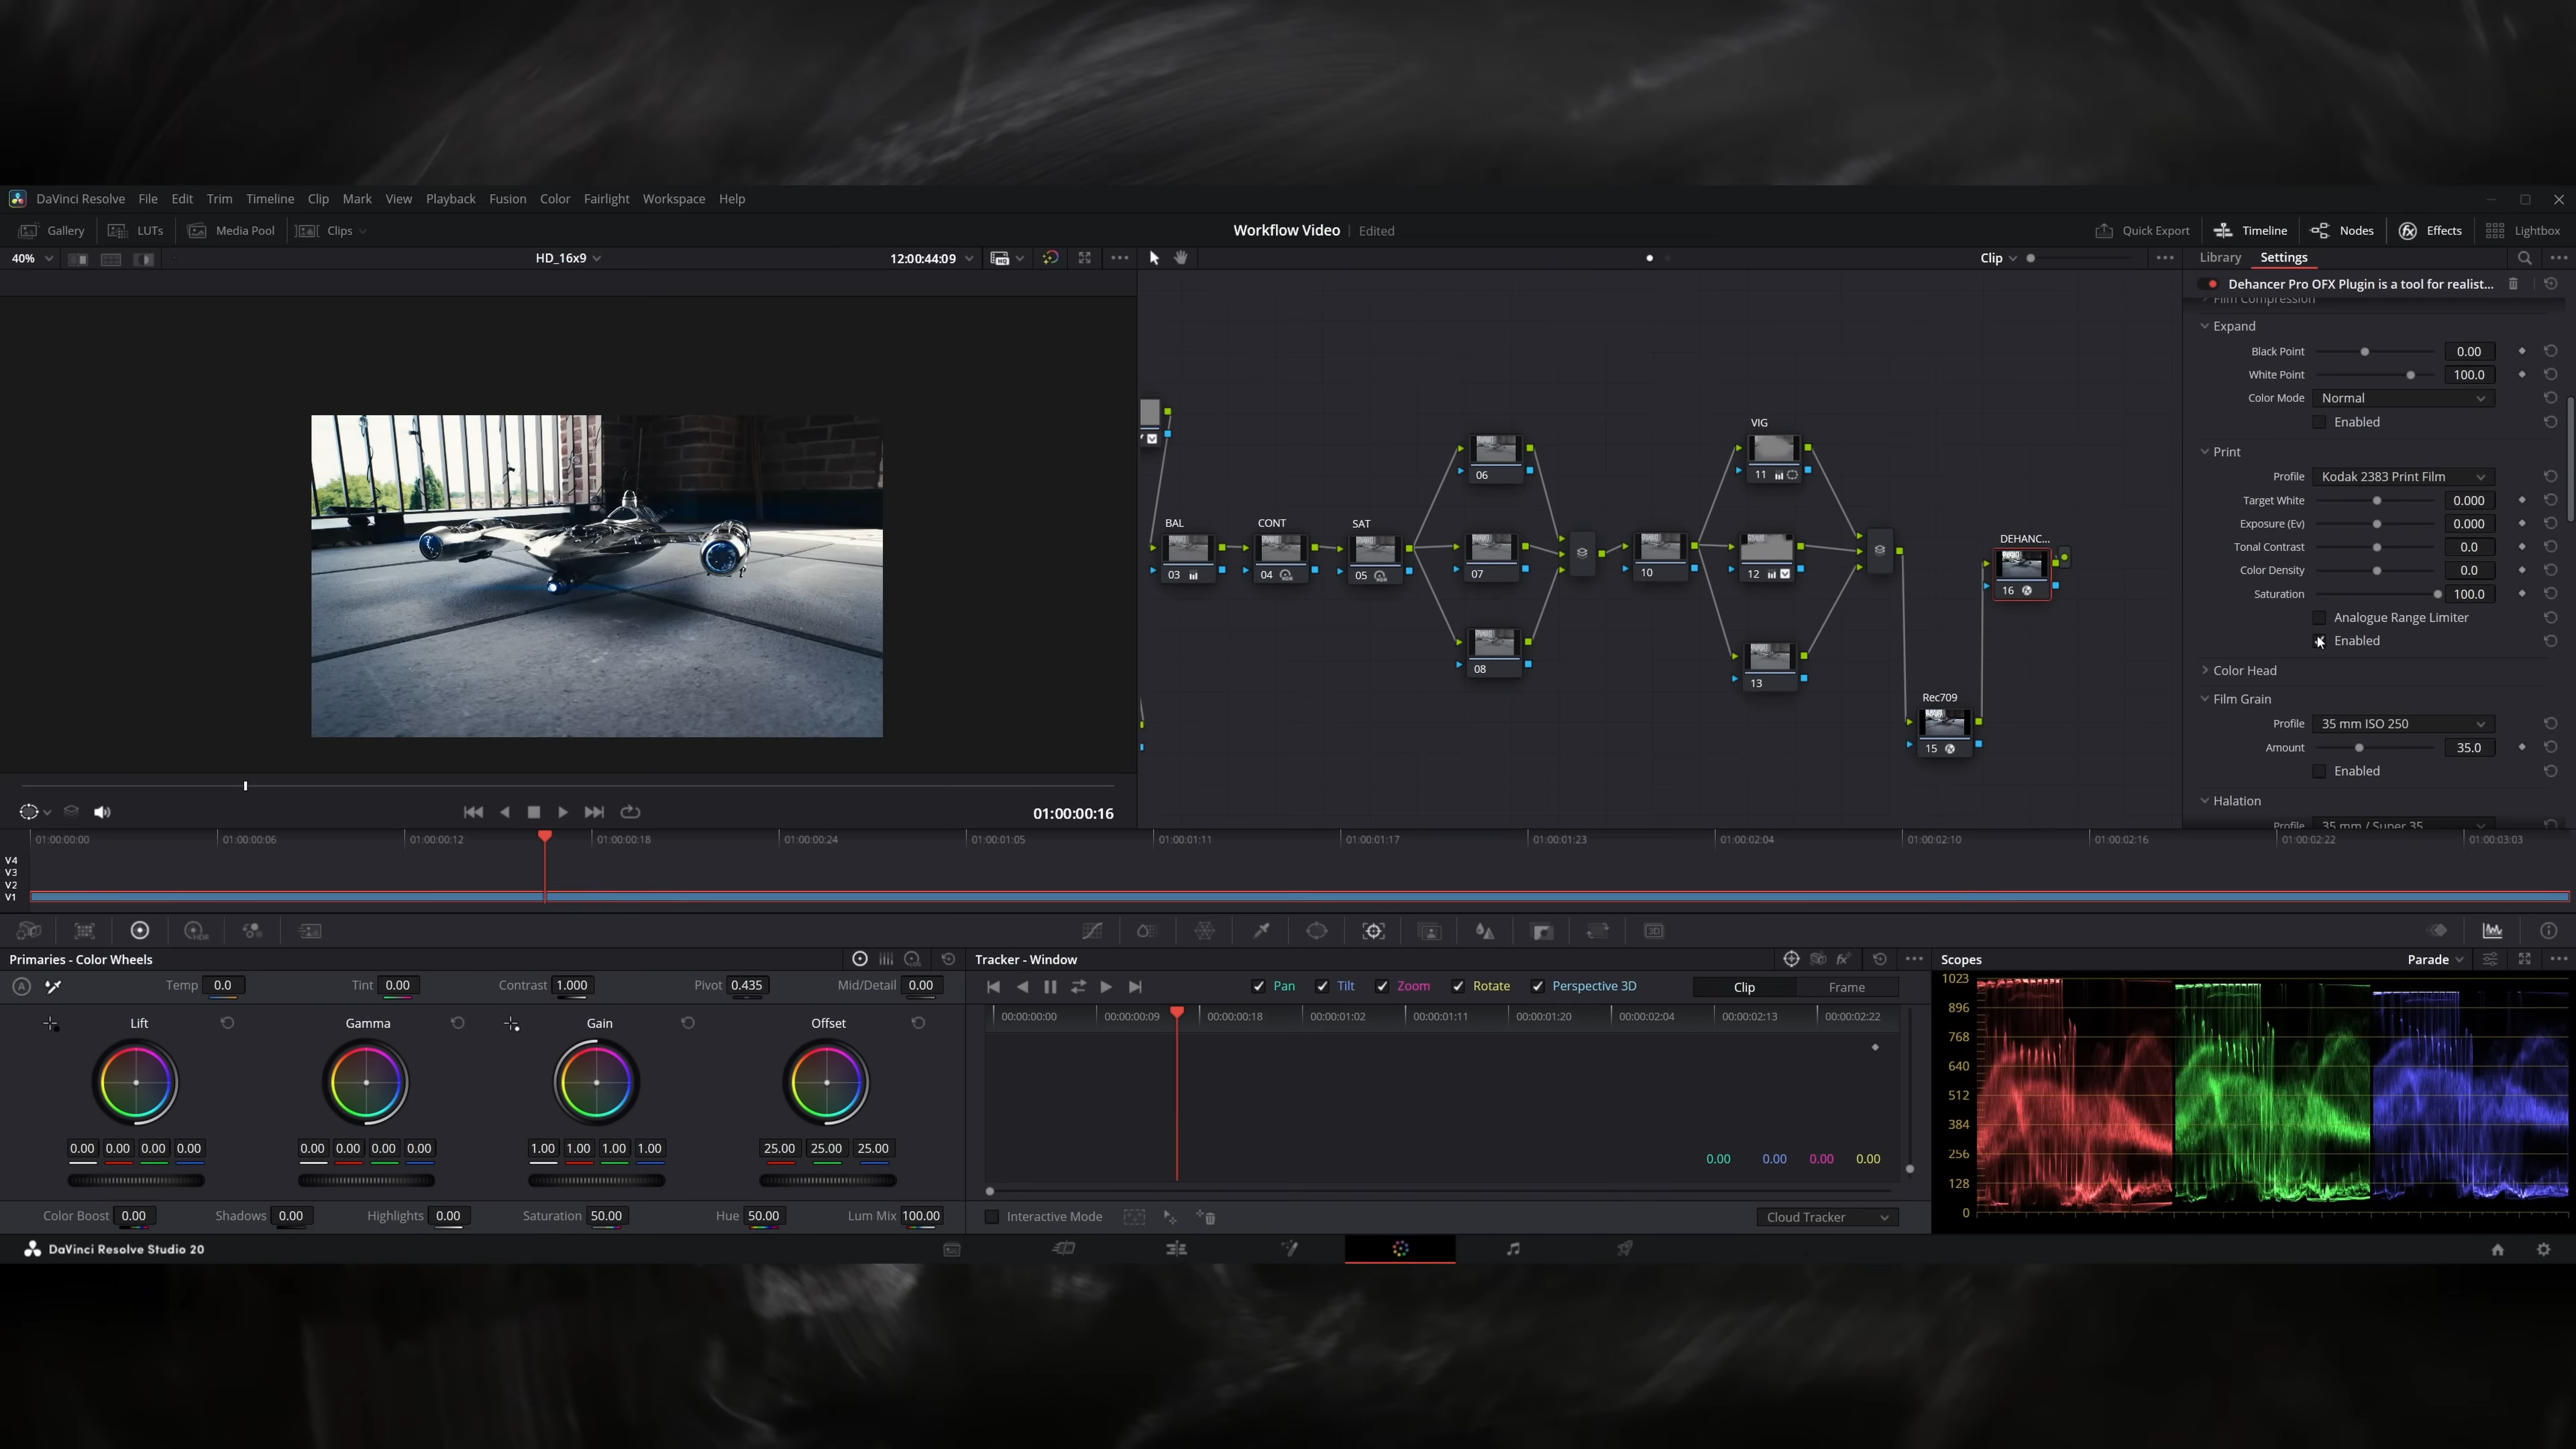 DaVinci Resolve File Edit Trim Timeline Clip Mark View Playback Fusion Color Fairlight Workspace Help
Gallery LUTs Media Pool Clips Workflow Video Edited Quick Export Timeline Nodes Effects Lightbox
40% HD_16x9 12:00:44:09 Clip Library Settings
Dehancer Pro OFX Plugin is a tool for realist...
Film Compression
Expand
Black Point 0.00
White Point 100.0
Color Mode Normal
Enabled
Print
Profile Kodak 2383 Print Film
Target White 0.000
Exposure (Ev) 0.000
Tonal Contrast 0.0
Color Density 0.0
Saturation 100.0
Analogue Range Limiter
Enabled
Color Head
Film Grain
Profile 35 mm ISO 250
Amount 35.0
Enabled
Halation
Profile 35 mm / Super 35
VIG
06 11
BAL CONT SAT DEHANC...
03 04 05 07 10 12 16
08 13
Rec709
15
01:00:00:16
01:00:00:00 01:00:00:06 01:00:00:12 01:00:00:18 01:00:00:24 01:00:01:05 01:00:01:11 01:00:01:17 01:00:01:23 01:00:02:04 01:00:02:10 01:00:02:16 01:00:02:22 01:00:03:03
V4
V3
V2
V1
HDR 3D
Primaries - Color Wheels
Temp 0.0 Tint 0.00 Contrast 1.000 Pivot 0.435 Mid/Detail 0.00
Lift Gamma Gain Offset
0.00 0.00 0.00 0.00 0.00 0.00 0.00 0.00 1.00 1.00 1.00 1.00 25.00 25.00 25.00
Color Boost 0.00 Shadows 0.00 Highlights 0.00 Saturation 50.00 Hue 50.00 Lum Mix 100.00
Tracker - Window
Pan Tilt Zoom Rotate Perspective 3D Clip Frame
00:00:00:00 00:00:00:09 00:00:00:18 00:00:01:02 00:00:01:11 00:00:01:20 00:00:02:04 00:00:02:13 00:00:02:22
0.00 0.00 0.00 0.00
Interactive Mode Cloud Tracker
Scopes Parade
1023
896
768
640
512
384
256
128
0
DaVinci Resolve Studio 20